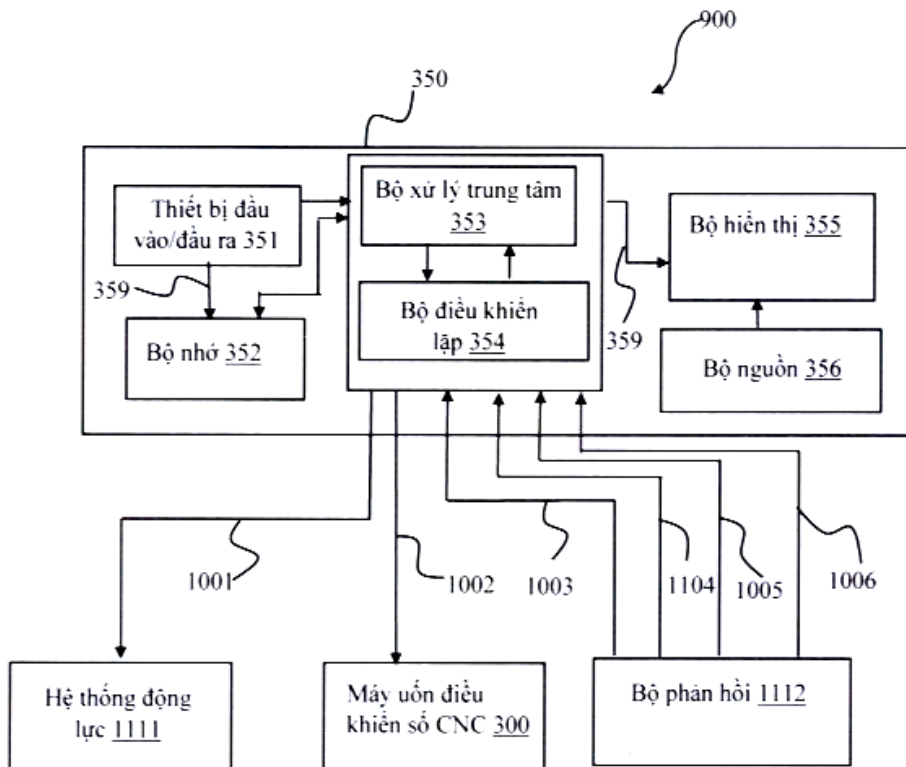 900
350
Thiết bị đầu
vào/đầu ra 351
Bộ xử lý trung tâm
353
Bộ hiển thị 355
359
Bộ nhớ 352
Bộ điều khiển
lặp 354
359
Bộ nguồn 356
1001
1002
1003
1104
1005
1006
Hệ thống động
lực 1111
Máy uốn điều
khiển số CNC 300
Bộ phản hồi 1112